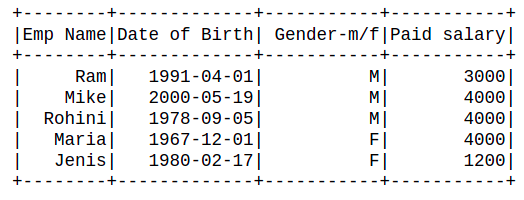 +--------+-------------+-----------+-----------+
|Emp Name|Date of Birth| Gender-m/f|Paid salary|
+--------+-------------+-----------+-----------+
|     Ram|   1991-04-01|          M|       3000|
|    Mike|   2000-05-19|          M|       4000|
|  Rohini|   1978-09-05|          M|       4000|
|   Maria|   1967-12-01|          F|       4000|
|   Jenis|   1980-02-17|          F|       1200|
+--------+-------------+-----------+-----------+